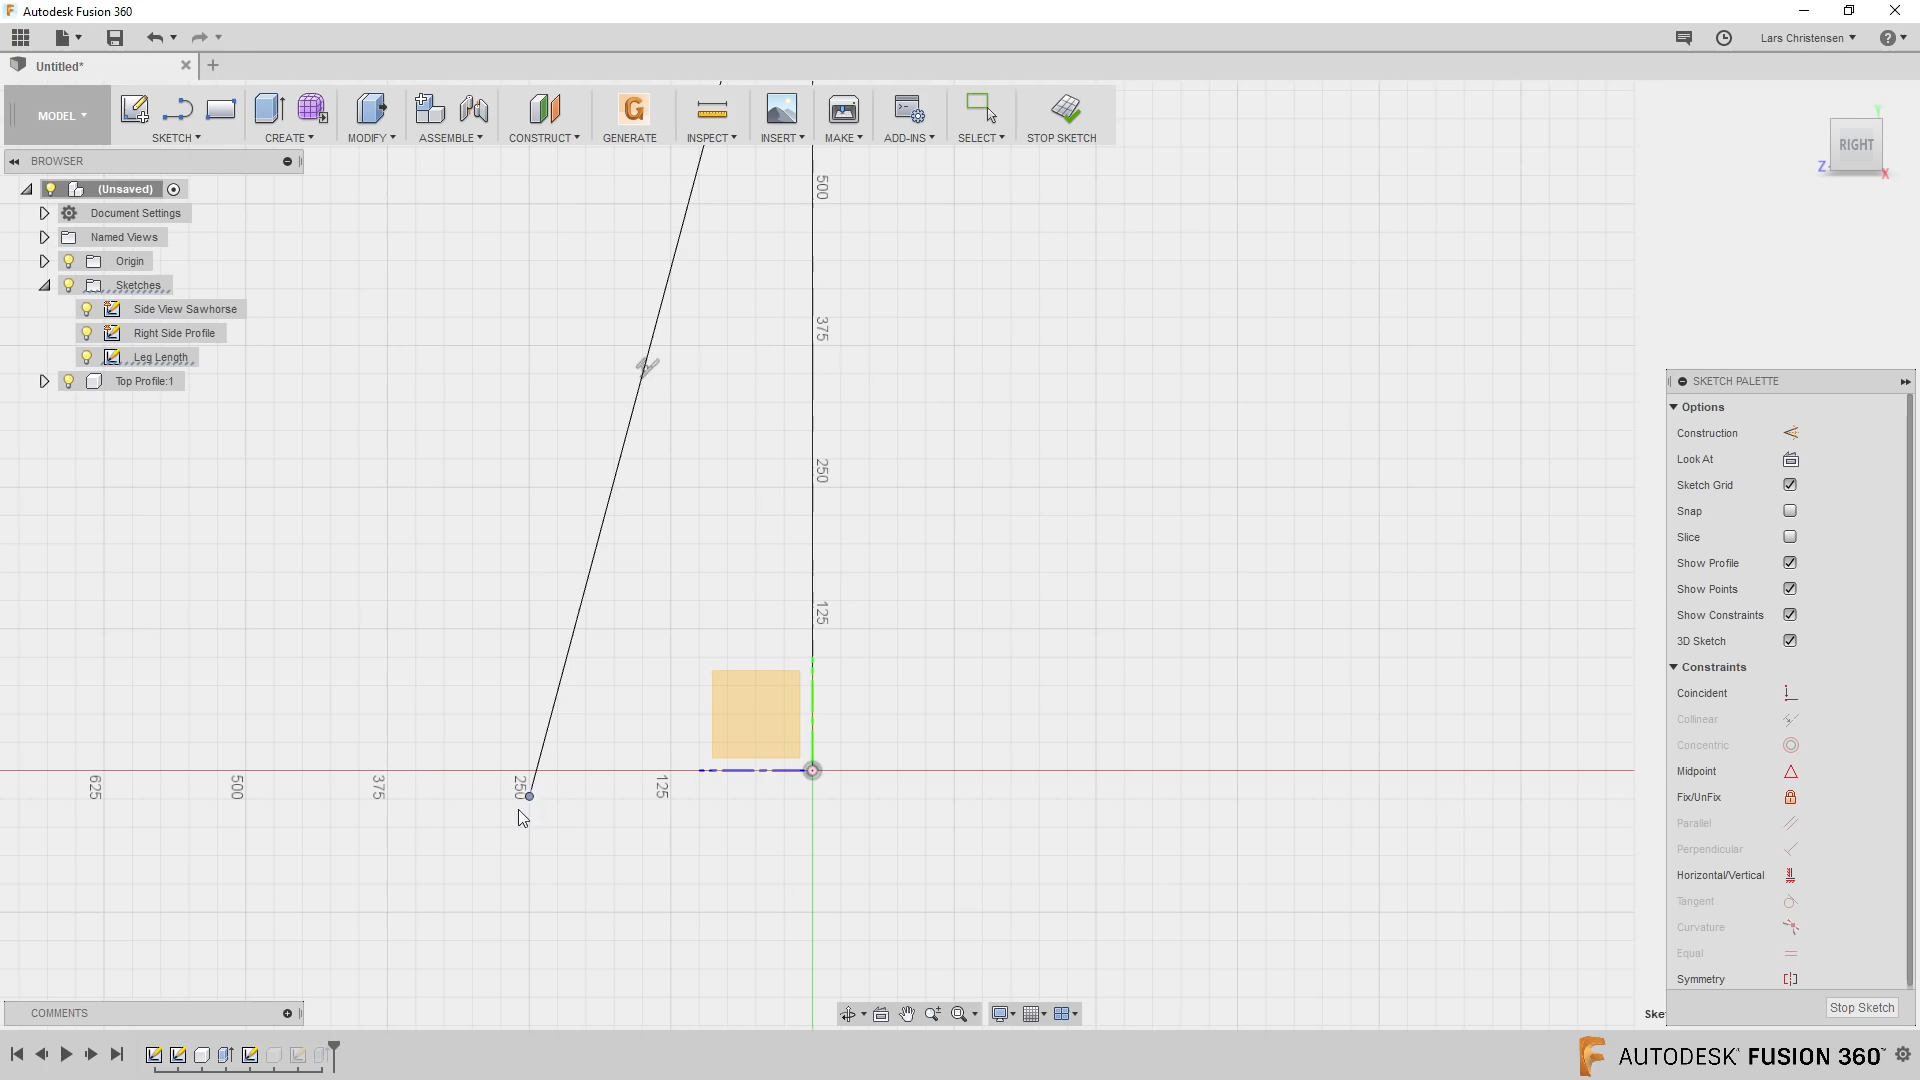 Autodesk Fusion 360
Lars Christensen
Untitled*
MODEL
SKETCH
CREATE
MODIFY
ASSEMBLE
CONSTRUCT
GENERATE
INSPECT
INSERT
MAKE
ADD-INS
SELECT
STOP SKETCH
BROWSER
(Unsaved)
Document Settings
Named Views
Origin
Sketches
Side View Sawhorse
Right Side Profile
Leg Length
Top Profile:1
RIGHT
Y
Z
X
500
375
250
125
625
500
375
250
125
SKETCH PALETTE
Options
Construction
Look At
Sketch Grid
Snap
Slice
Show Profile
Show Points
Show Constraints
3D Sketch
Constraints
Coincident
Collinear
Concentric
Midpoint
Fix/UnFix
Parallel
Perpendicular
Horizontal/Vertical
Tangent
Curvature
Equal
Symmetry
Stop Sketch
COMMENTS
AUTODESK® FUSION 360™